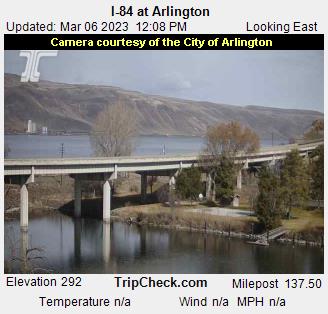 I-84 at Arlington
Updated: Mar 06 2023 12:08 PM Looking East
Camera courtesy of the City of Arlington
Elevation 292 TripCheck.com Milepost 137.50
Temperature n/a Wind n/a MPH n/a